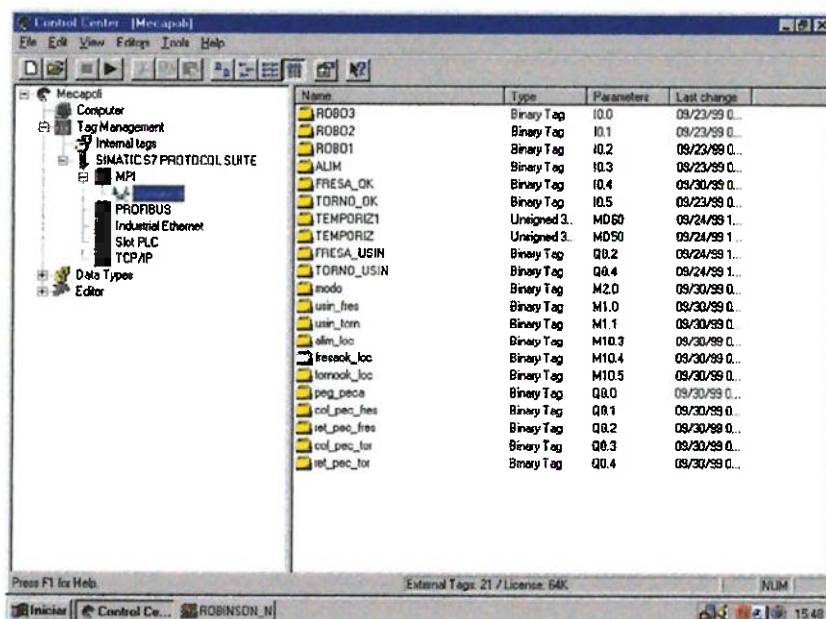 Control Center - [Mecapoli]
File Edit View Editors Tools Help
Mecapoli
Computer
Tag Management
Internal tags
SIMATIC S7 PROTOCOL SUITE
MPI
PROFIBUS
Industrial Ethernet
Slot PLC
TCP/IP
Data Types
Editor
Name Type Parameters Last change
ROBO3 Binary Tag I0.0 09/23/99 0...
ROBO2 Binary Tag I0.1 09/23/99 0...
ROBO1 Binary Tag I0.2 09/23/99 0...
ALIM Binary Tag I0.3 09/23/99 0...
FRESA_OK Binary Tag I0.4 09/30/99 0...
TORNO_OK Binary Tag I0.5 09/23/99 0...
TEMPORIZ1 Unsigned 3.. MD60 09/24/99 1...
TEMPORIZ Unsigned 3.. MD50 09/24/99 1...
FRESA_USIN Binary Tag Q0.2 09/24/99 1...
TORNO_USIN Binary Tag Q0.4 09/24/99 1...
modo Binary Tag M2.0 09/30/99 0...
usin_fres Binary Tag M1.0 09/30/99 0...
usin_torn Binary Tag M1.1 09/30/99 0...
alim_loc Binary Tag M10.3 09/30/99 0...
fresaok_loc Binary Tag M10.4 09/30/99 0...
tornook_loc Binary Tag M10.5 09/30/99 0...
peg_peca Binary Tag Q0.0 09/30/99 0...
col_pec_fres Binary Tag Q0.1 09/30/99 0...
ret_pec_fres Binary Tag Q0.2 09/30/99 0...
col_pec_tor Binary Tag Q0.3 09/30/99 0...
ret_pec_tor Binary Tag Q0.4 09/30/99 0...
Press F1 for Help. External Tags: 21 / License: 64K NUM
Iniciar Control Ce... ROBINSON_N 15:48